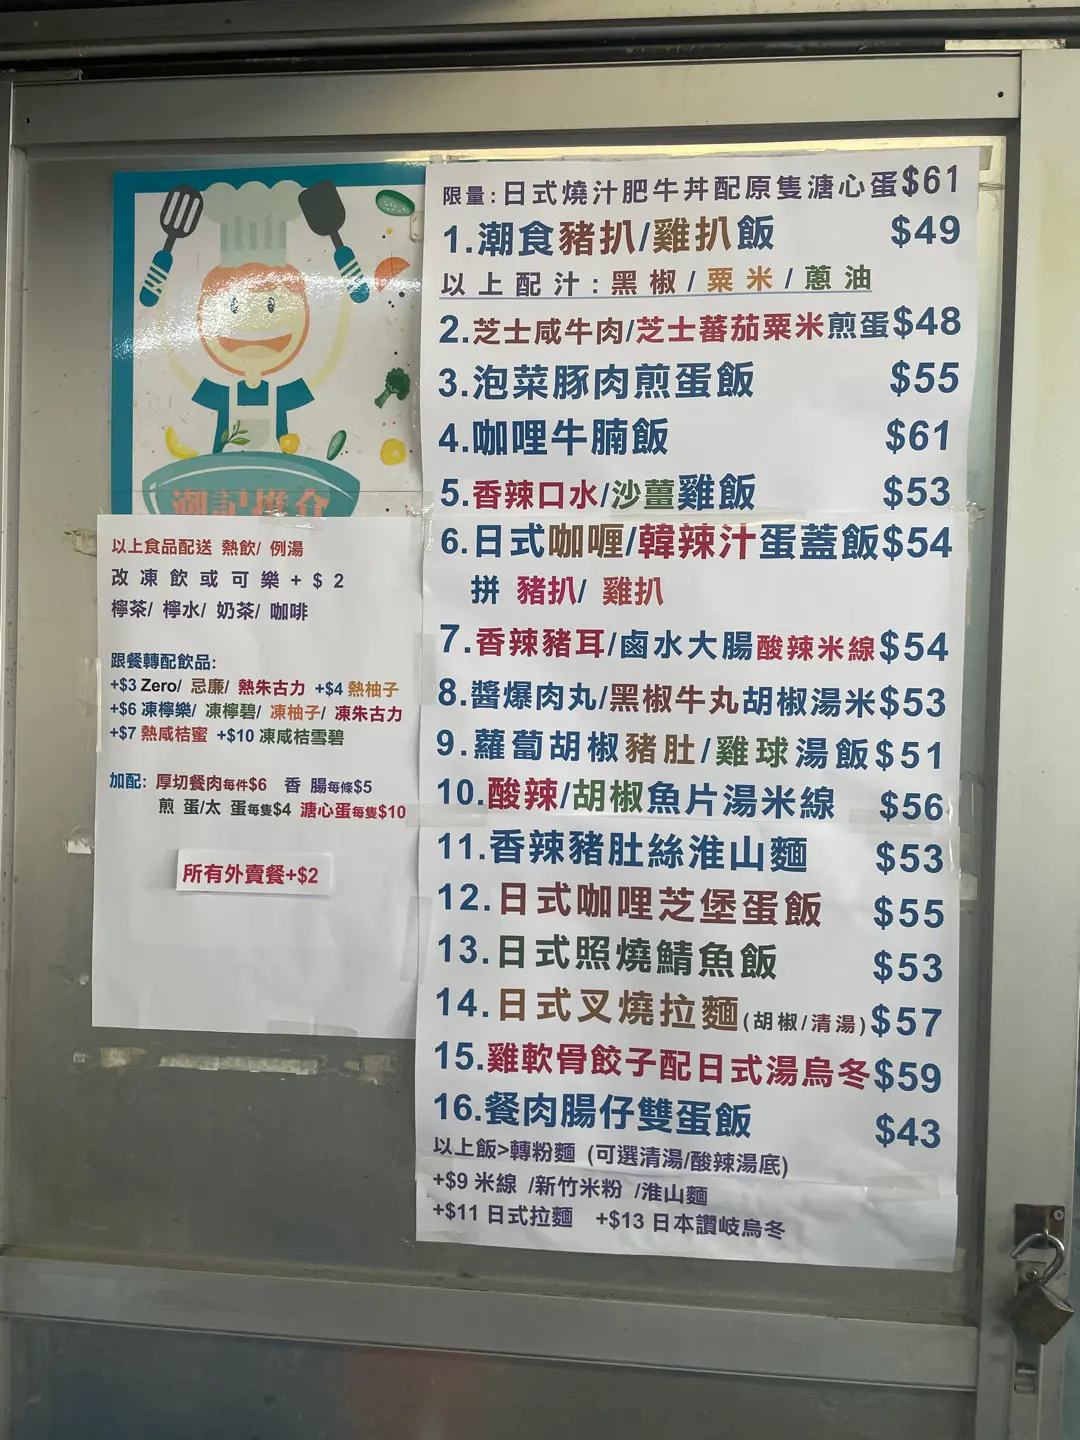 潮記推介
限量:日式燒汁肥牛丼配原隻溏心蛋$61
1.潮食豬扒/雞扒飯 $49
以上配汁:黑椒/粟米/蔥油
2.芝士咸牛肉/芝士蕃茄粟米煎蛋$48
3.泡菜豚肉煎蛋飯 $55
4.咖哩牛腩飯 $61
5.香辣口水/沙薑雞飯 $53
6.日式咖喱/韓辣汁蛋蓋飯$54
拼 豬扒/ 雞扒
7.香辣豬耳/鹵水大腸酸辣米線$54
8.醬爆肉丸/黑椒牛丸胡椒湯米$53
9.蘿蔔胡椒豬肚/雞球湯飯$51
10.酸辣/胡椒魚片湯米線 $56
11.香辣豬肚絲淮山麵 $53
12.日式咖哩芝堡蛋飯 $55
13.日式照燒鯖魚飯 $53
14.日式叉燒拉麵(胡椒/清湯)$57
15.雞軟骨餃子配日式湯烏冬$59
16.餐肉腸仔雙蛋飯 $43
以上飯>轉粉麵 (可選清湯/酸辣湯底)
+$9 米線 /新竹米粉 /淮山麵
+$11 日式拉麵 +$13 日本讚岐烏冬
以上食品配送 熱飲/ 例湯
改凍飲或可樂+$2
檸茶/ 檸水/ 奶茶/ 咖啡
跟餐轉配飲品:
+$3 Zero/ 忌廉/ 熱朱古力 +$4 熱柚子
+$6 凍檸樂/ 凍檸碧/ 凍柚子/ 凍朱古力
+$7 熱咸桔蜜 +$10 凍咸桔雪碧
加配: 厚切餐肉每件$6 香 腸每條$5
煎 蛋/太 蛋每隻$4 溏心蛋每隻$10
所有外賣餐+$2